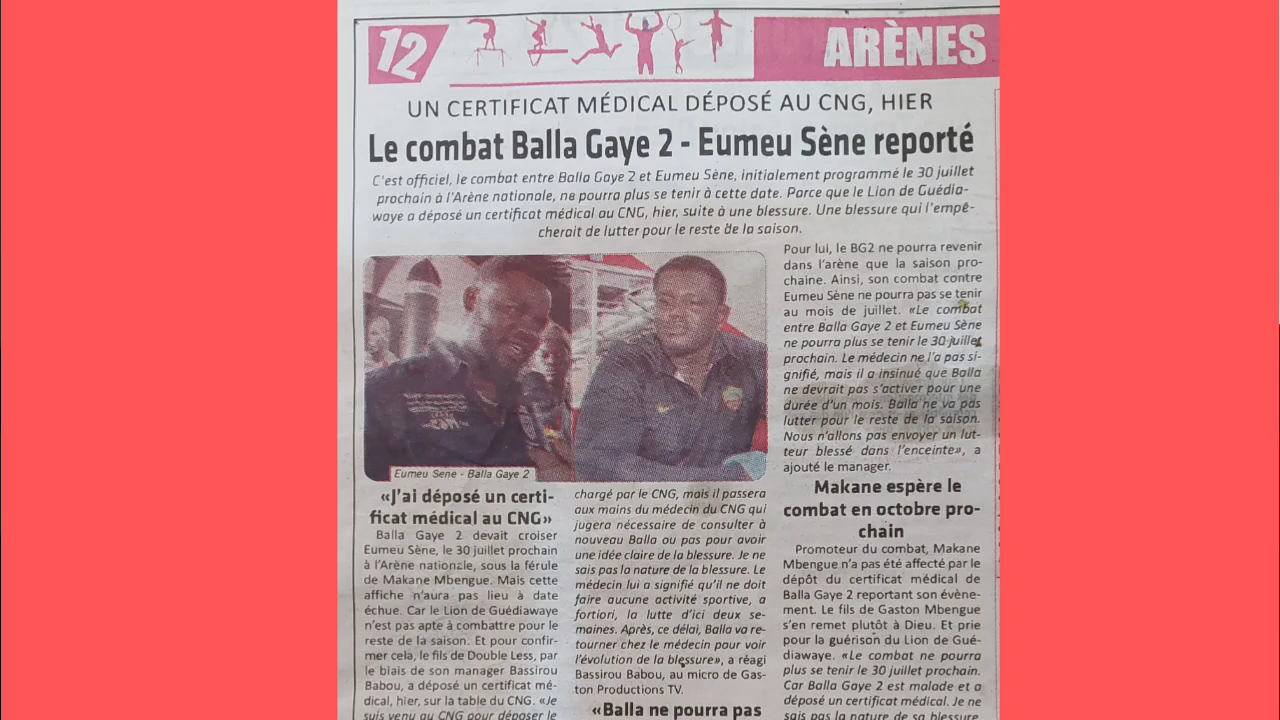 12
ARÈNES
UN CERTIFICAT MÉDICAL DÉPOSÉ AU CNG, HIER
Le combat Balla Gaye 2 - Eumeu Sène reporté
C'est officiel, le combat entre Balla Gaye 2 et Eumeu Sène, initialement programmé le 30 juillet
prochain à l'Arène nationale, ne pourra plus se tenir à cette date. Parce que le Lion de Guédia-
waye a déposé un certificat médical au CNG, hier, suite à une blessure. Une blessure qui l'empê-
cherait de lutter pour le reste de la saison.
Eumeu Sene - Balla Gaye 2
«J'ai déposé un certi-
ficat médical au CNG»
Balla Gaye 2 devait croiser
Eumeu Sène, le 30 juillet prochain
à l'Arène nationale, sous la férule
de Makane Mbengue. Mais cette
affiche n'aura pas lieu à date
échue. Car le Lion de Guédiawaye
n'est pas apte à combattre pour le
reste de la saison. Et pour confir-
mer cela, le fils de Double Less, par
le biais de son manager Bassirou
Babou, a déposé un certificat mé-
dical, hier, sur la table du CNG. «Je
suis venu au CNG pour déposer le
chargé par le CNG, mais il passera
aux mains du médecin du CNG qui
jugera nécessaire de consulter à
nouveau Balla ou pas pour avoir
une idée claire de la blessure. Je ne
sais pas la nature de la blessure. Le
médecin lui a signifié qu'il ne doit
faire aucune activité sportive, a
fortiori, la lutte d'ici deux se-
maines. Après, ce délai, Balla va re-
tourner chez le médecin pour voir
l'évolution de la blessure», a réagi
Bassirou Babou, au micro de Gas-
ton Productions TV.
«Balla ne pourra pas
Pour lui, le BG2 ne pourra revenir
dans l'arène que la saison pro-
chaine. Ainsi, son combat contre
Eumeu Sène ne pourra pas se tenir
au mois de juillet. «Le combat
entre Balla Gaye 2 et Eumeu Sène
ne pourra plus se tenir le 30 juillet
prochain. Le médecin ne l'a pas si-
gnifié, mais il a insinué que Balla
ne devrait pas s'activer pour une
durée d'un mois. Balla ne va pas
lutter pour le reste de la saison.
Nous n'allons pas envoyer un lut-
teur blessé dans l'enceinte», a
ajouté le manager.
Makane espère le
combat en octobre pro-
chain
Promoteur du combat, Makane
Mbengue n'a pas été affecté par le
dépôt du certificat médical de
Balla Gaye 2 reportant son évène-
ment. Le fils de Gaston Mbengue
s'en remet plutôt à Dieu. Et prie
pour la guérison du Lion de Gué-
diawaye. «Le combat ne pourra
plus se tenir le 30 juillet prochain.
Car Balla Gaye 2 est malade et a
déposé un certificat médical. Je ne
sais pas la nature de sa blessure.